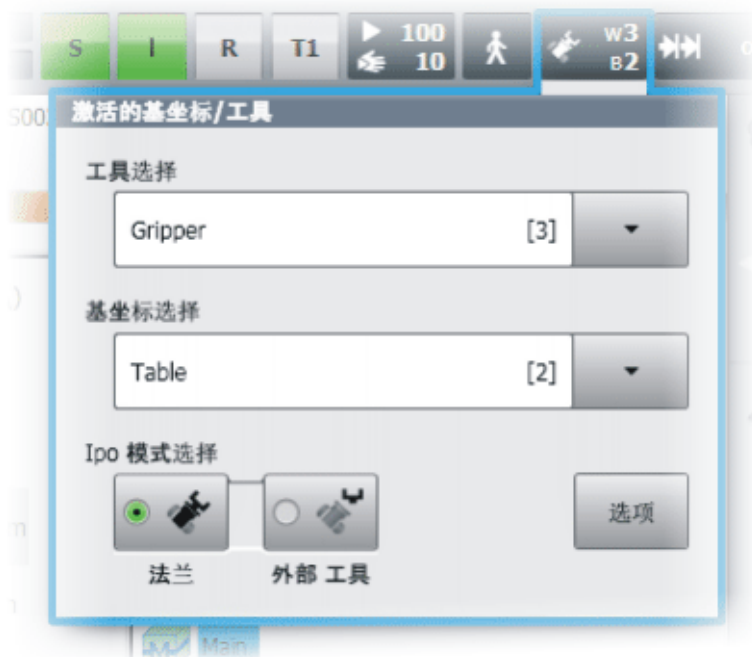 S I R T1 100 W3
10 B2
S00
激活的基坐标/工具
工具选择
Gripper [3]
基坐标选择
Table [2]
Ipo 模式选择
选项
法兰 外部 工具
Main